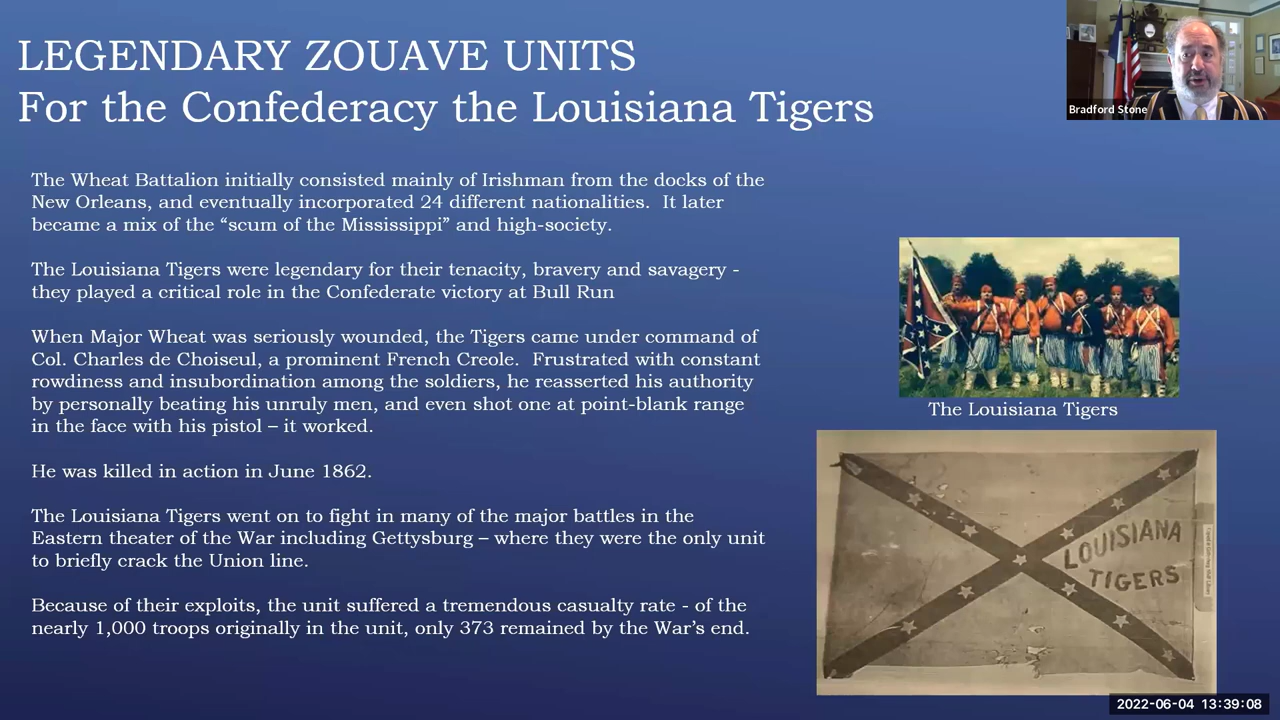 LEGENDARY ZOUAVE UNITS
For the Confederacy the Louisiana Tigers
Bradford Stone
The Wheat Battalion initially consisted mainly of Irishman from the docks of the
New Orleans, and eventually incorporated 24 different nationalities.  It later
became a mix of the “scum of the Mississippi” and high-society.
The Louisiana Tigers were legendary for their tenacity, bravery and savagery -
they played a critical role in the Confederate victory at Bull Run
When Major Wheat was seriously wounded, the Tigers came under command of
Col. Charles de Choiseul, a prominent French Creole.  Frustrated with constant
rowdiness and insubordination among the soldiers, he reasserted his authority
by personally beating his unruly men, and even shot one at point-blank range
in the face with his pistol – it worked.
He was killed in action in June 1862.
The Louisiana Tigers went on to fight in many of the major battles in the
Eastern theater of the War including Gettysburg – where they were the only unit
to briefly crack the Union line.
Because of their exploits, the unit suffered a tremendous casualty rate - of the
nearly 1,000 troops originally in the unit, only 373 remained by the War’s end.
The Louisiana Tigers
LOUISIANA
TIGERS
2022-06-04 13:39:08